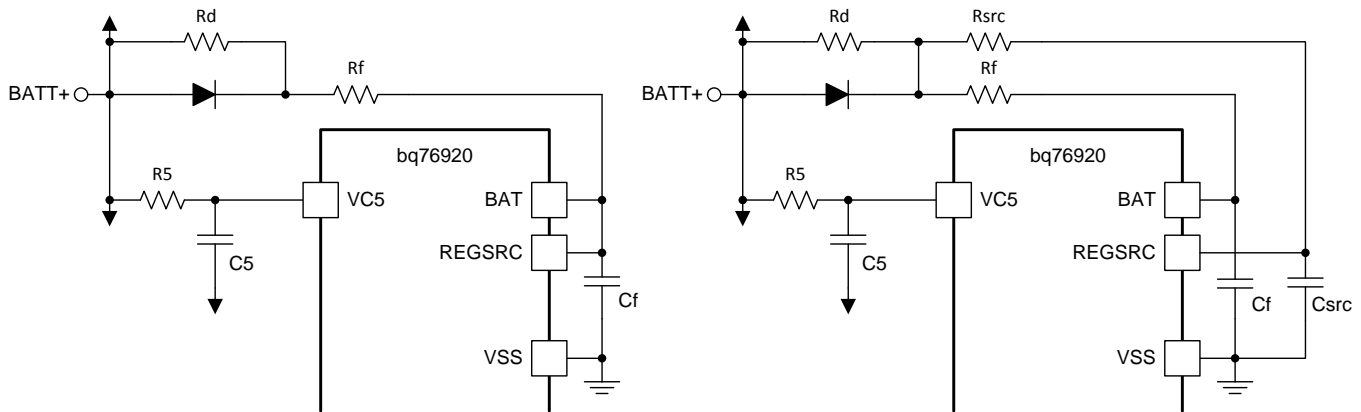 Rd
Rf
BATT+
bq76920
R5
VC5
BAT
REGSRC
C5
Cf
VSS
Rd
Rsrc
Rf
BATT+
bq76920
R5
VC5
BAT
REGSRC
C5
Cf
Csrc
VSS